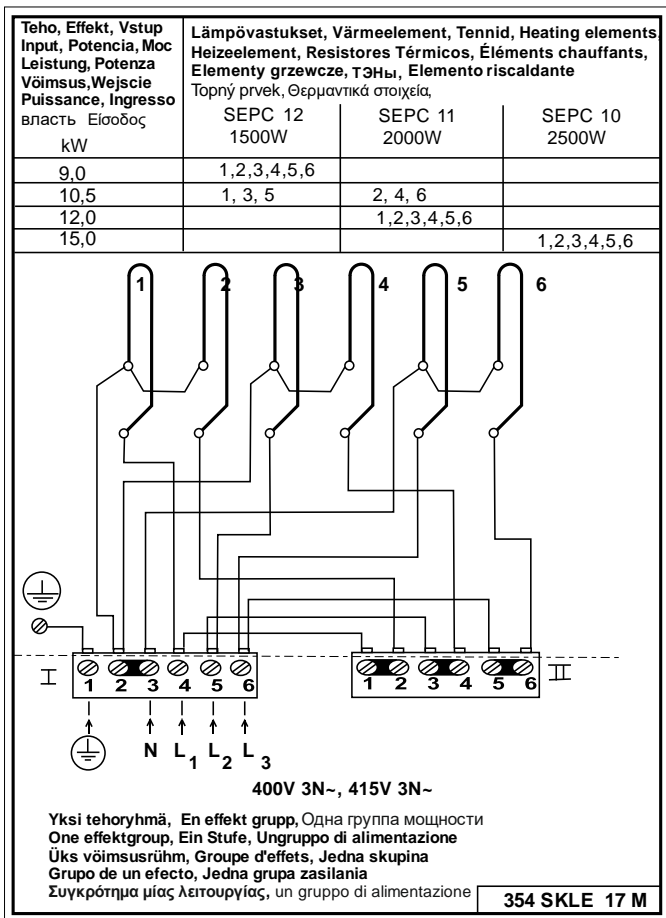 Teho, Effekt, Vstup
Input, Potencia, Moc
Leistung, Potenza
Vöimsus,Wejscie
Puissance, Ingresso
власть Είσοδος
kW
Lämpövastukset, Värmeelement, Tennid, Heating elements,
Heizeelement, Resistores Térmicos, Éléments chauffants,
Elementy grzewcze, ТЭНы, Elemento riscaldante
Topný prvek, Θερμαντικά στοιχεία,
SEPC 12 SEPC 11 SEPC 10
1500W 2000W 2500W
9,0 1,2,3,4,5,6
10,5 1, 3, 5 2, 4, 6
12,0 1,2,3,4,5,6
15,0 1,2,3,4,5,6
1 2 3 4 5 6
I 1 2 3 4 5 6 1 2 3 4 5 6 II
N L1 L2 L3
400V 3N~, 415V 3N~
Yksi tehoryhmä, En effekt grupp, Одна группа мощности
One effektgroup, Ein Stufe, Ungruppo di alimentazione
Üks vöimsusrühm, Groupe d'effets, Jedna skupina
Grupo de un efecto, Jedna grupa zasilania
Συγκρότημα μίας λειτουργίας, un gruppo di alimentazione
354 SKLE 17 M